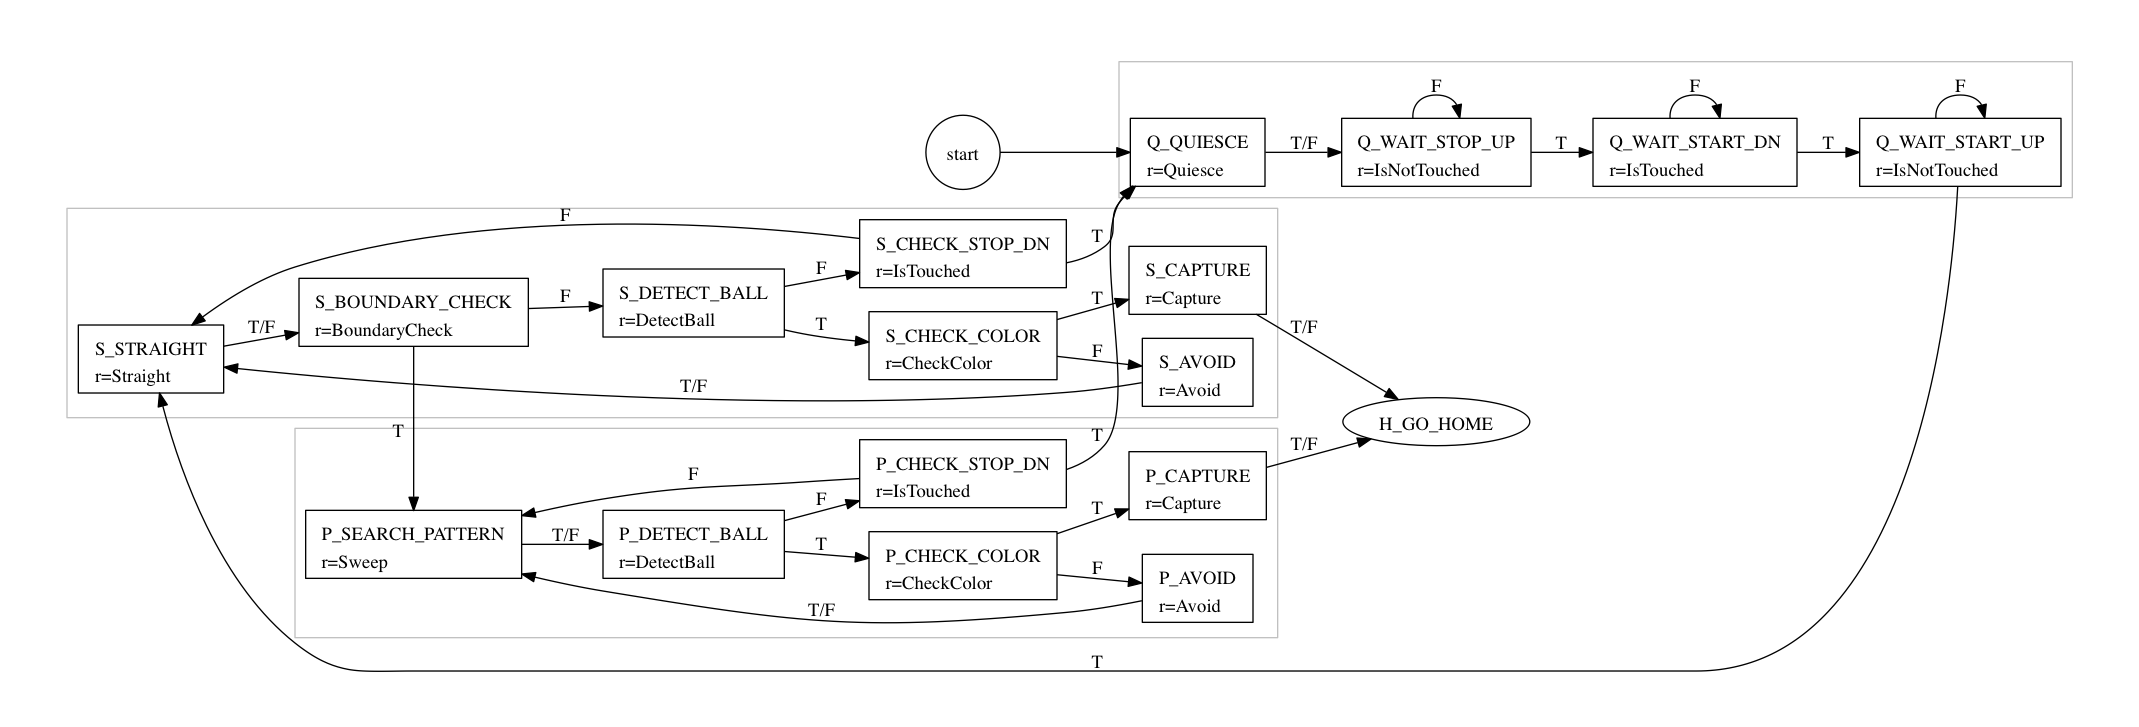 F
F
F
Q_QUIESCE
r=Quiesce
T/F
Q_WAIT_STOP_UP
r=IsNotTouched
T
Q_WAIT_START_DN
r=IsTouched
T
Q_WAIT_START_UP
r=IsNotTouched
start
F
S_CHECK_STOP_DN
r=IsTouched
T
S_CAPTURE
r=Capture
T/F
S_BOUNDARY_CHECK
r=BoundaryCheck
F
S_DETECT_BALL
r=DetectBall
F
T
S_CHECK_COLOR
r=CheckColor
T
F
T/F
S_STRAIGHT
r=Straight
S_AVOID
r=Avoid
T/F
H_GO_HOME
T
T
P_CHECK_STOP_DN
r=IsTouched
T/F
P_CAPTURE
r=Capture
F
F
T
P_SEARCH_PATTERN
r=Sweep
T/F
P_DETECT_BALL
r=DetectBall
T
P_CHECK_COLOR
r=CheckColor
F
P_AVOID
r=Avoid
T/F
T